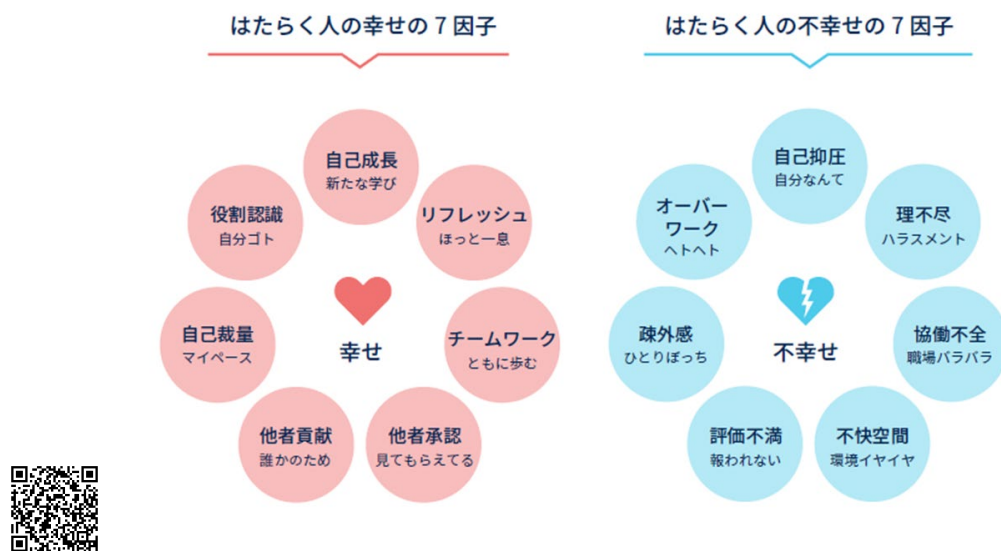 はたらく人の幸せの7因子
自己成長
新たな学び
リフレッシュ
ほっと一息
チームワーク
ともに歩む
他者承認
見てもらえてる
他者貢献
誰かのため
自己裁量
マイペース
役割認識
自分ゴト
幸せ
はたらく人の不幸せの7因子
自己抑圧
自分なんて
理不尽
ハラスメント
協働不全
職場バラバラ
不快空間
環境イヤイヤ
評価不満
報われない
疎外感
ひとりぼっち
オーバー
ワーク
ヘトヘト
不幸せ